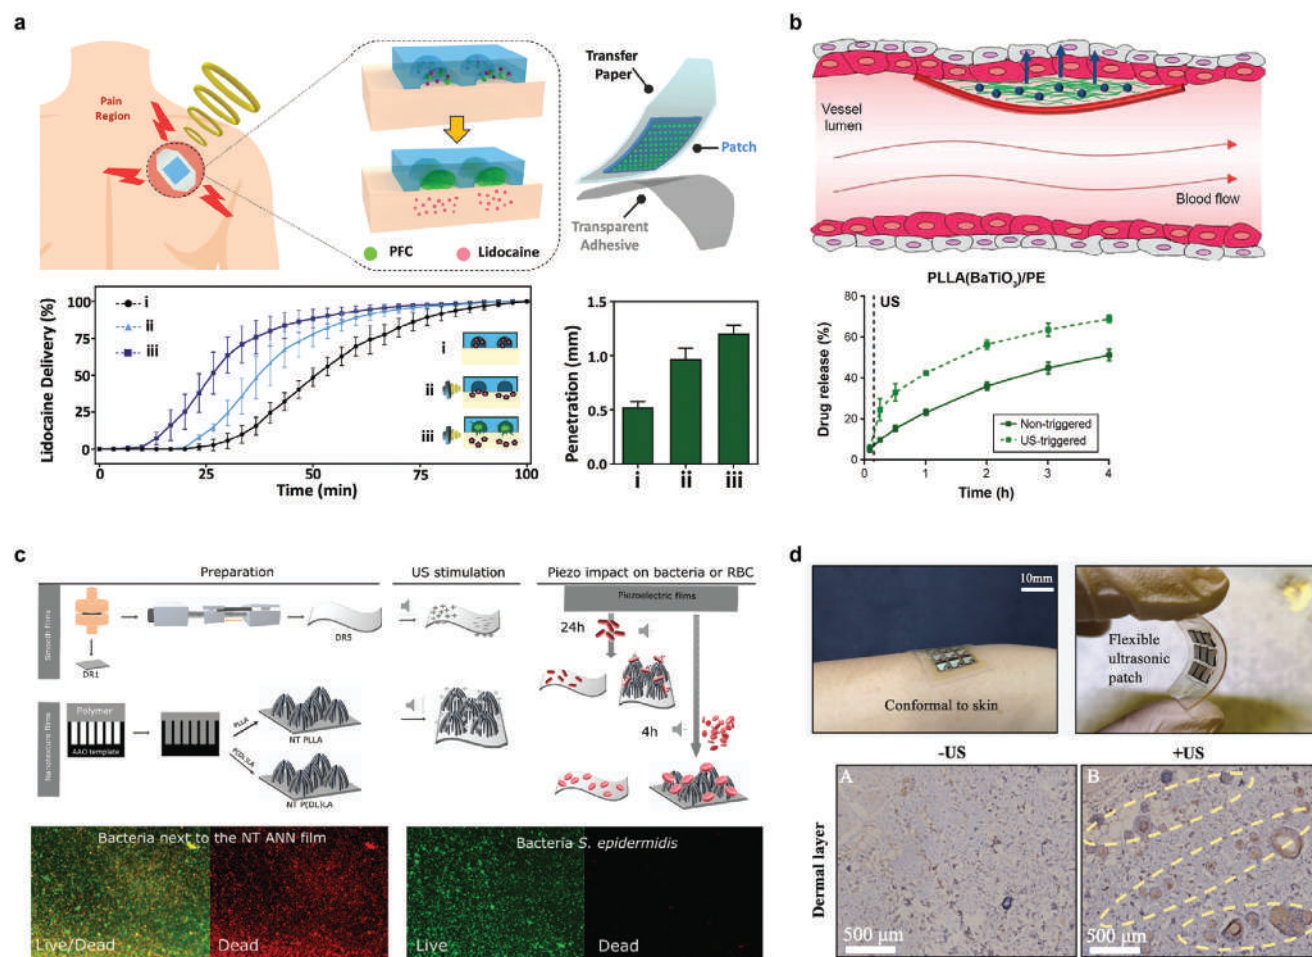 a
Pain
Region
Transfer
Paper
Patch
Transparent
Adhesive
PFC
Lidocaine
Lidocaine Delivery (%)
100
75
50
25
0
i
ii
iii
i
ii
iii
0
25
50
75
100
Time (min)
Penetration (mm)
1.5
1.0
0.5
0.0
i
ii
iii
b
Vessel
lumen
Blood flow
PLLA(BaTiO₃)/PE
US
Drug release (%)
80
60
40
20
0
Non-triggered
US-triggered
0
1
2
3
4
Time (h)
c
Preparation
US stimulation
Piezo impact on bacteria or RBC
Smooth films
DR1
DR5
Piezoelectric films
24h
4h
Nanotexture films
Polymer
AAO template
PLLA
P(DL)LA
NT PLLA
NT P(DL)LA
Bacteria next to the NT ANN film
Live/Dead
Dead
Bacteria S. epidermidis
Live
Dead
d
10mm
Conformal to skin
Flexible
ultrasonic
patch
-US
+US
Dermal layer
A
500 μm
B
500 μm